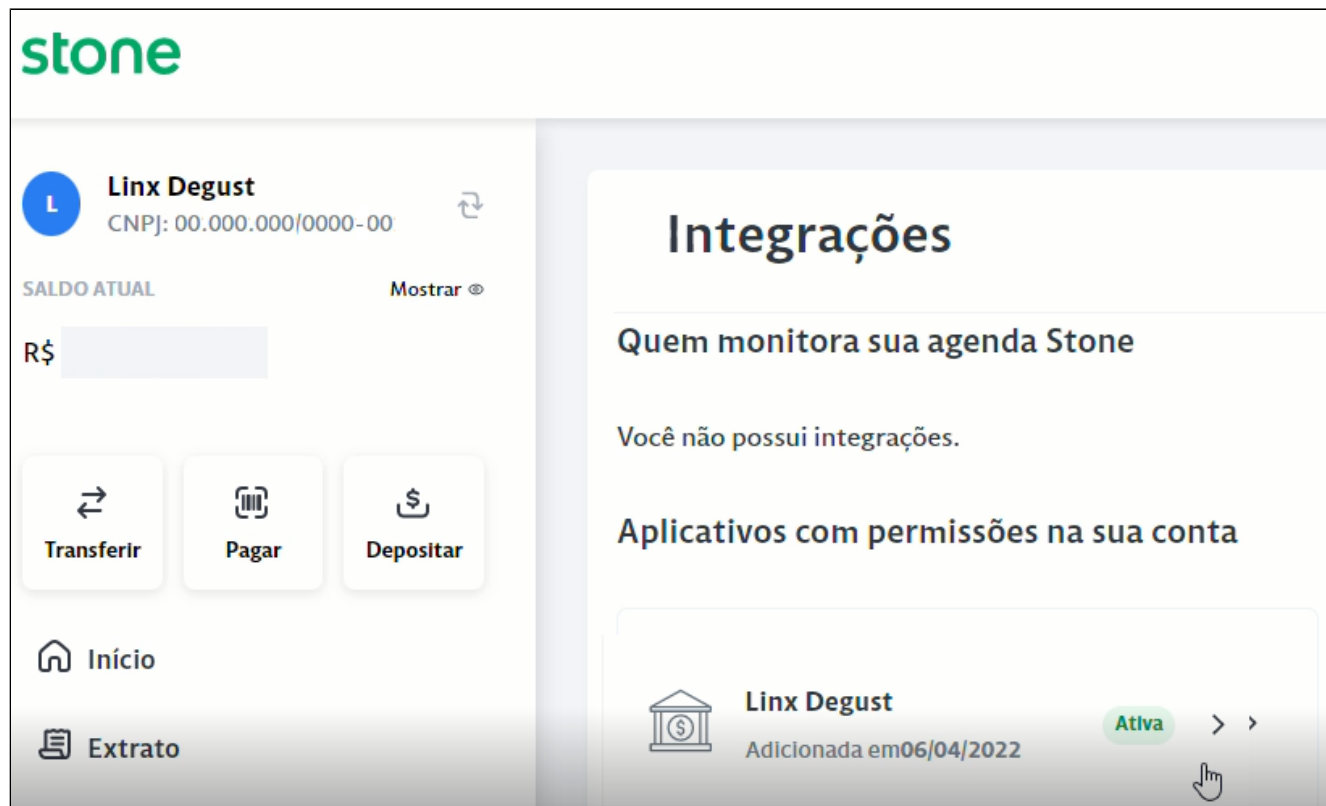 stone
L
Linx Degust
CNPJ: 00.000.000/0000-00
SALDO ATUAL
Mostrar
R$
Transferir
Pagar
Depositar
Início
Extrato
Integrações
Quem monitora sua agenda Stone
Você não possui integrações.
Aplicativos com permissões na sua conta
Linx Degust
Ativa
Adicionada em06/04/2022